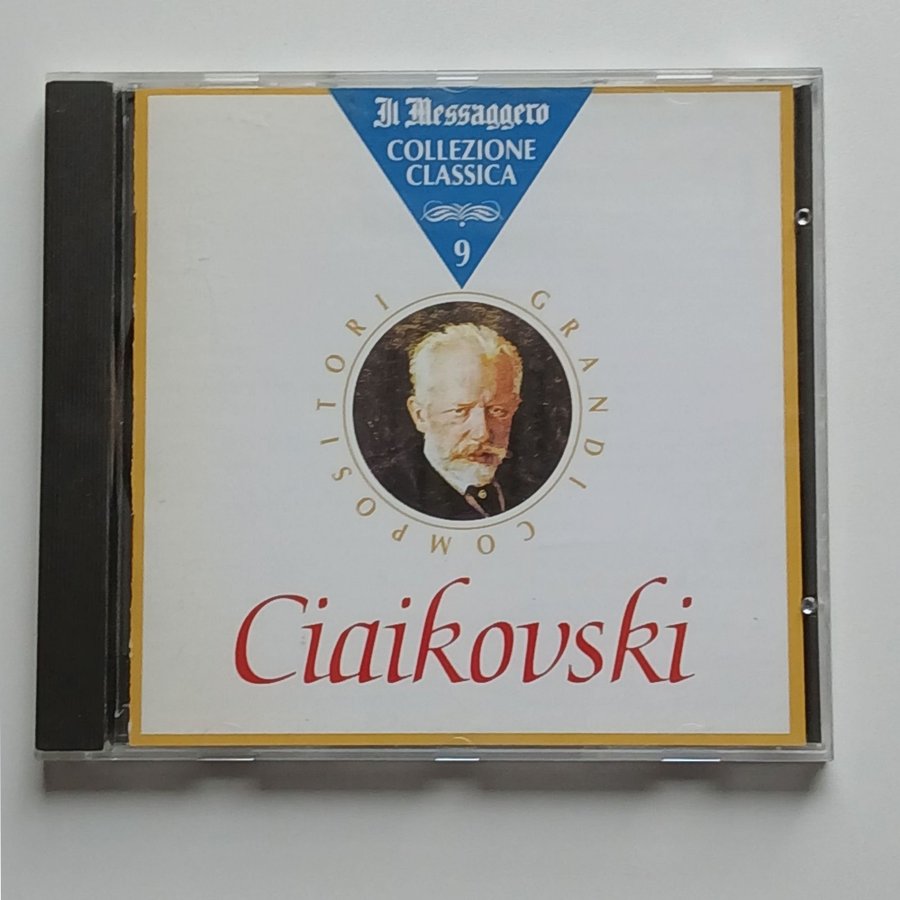 Il Messaggero
COLLEZIONE
CLASSICA
9
GRANDI COMPOSITORI
Ciaikovski